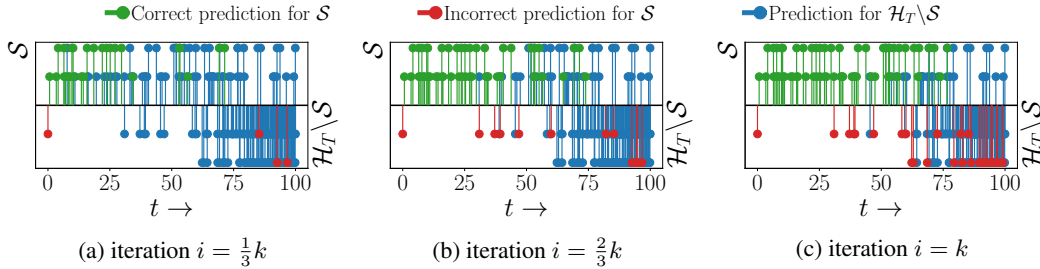 Correct prediction for 𝒮 Incorrect prediction for 𝒮 Prediction for ℋ_T\𝒮
𝒮 ℋ_T\𝒮 𝒮 ℋ_T\𝒮 𝒮 ℋ_T\𝒮
0 25 50 75 100 0 25 50 75 100 0 25 50 75 100
t → t → t →
(a) iteration i = 1/3 k (b) iteration i = 2/3 k (c) iteration i = k